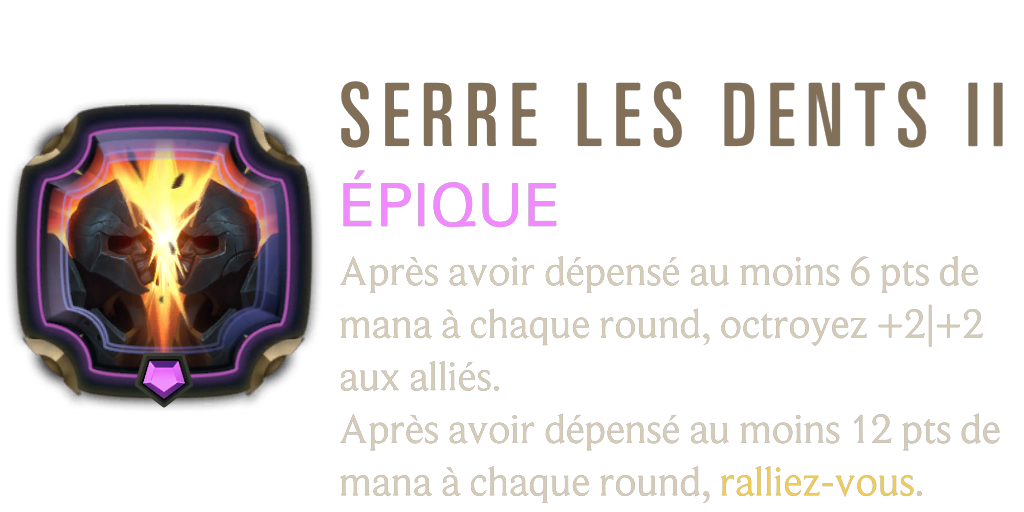 SERRE LES DENTS II
ÉPIQUE
Après avoir dépensé au moins 6 pts de
mana à chaque round, octroyez +2|+2
aux alliés.
Après avoir dépensé au moins 12 pts de
mana à chaque round, ralliez-vous.